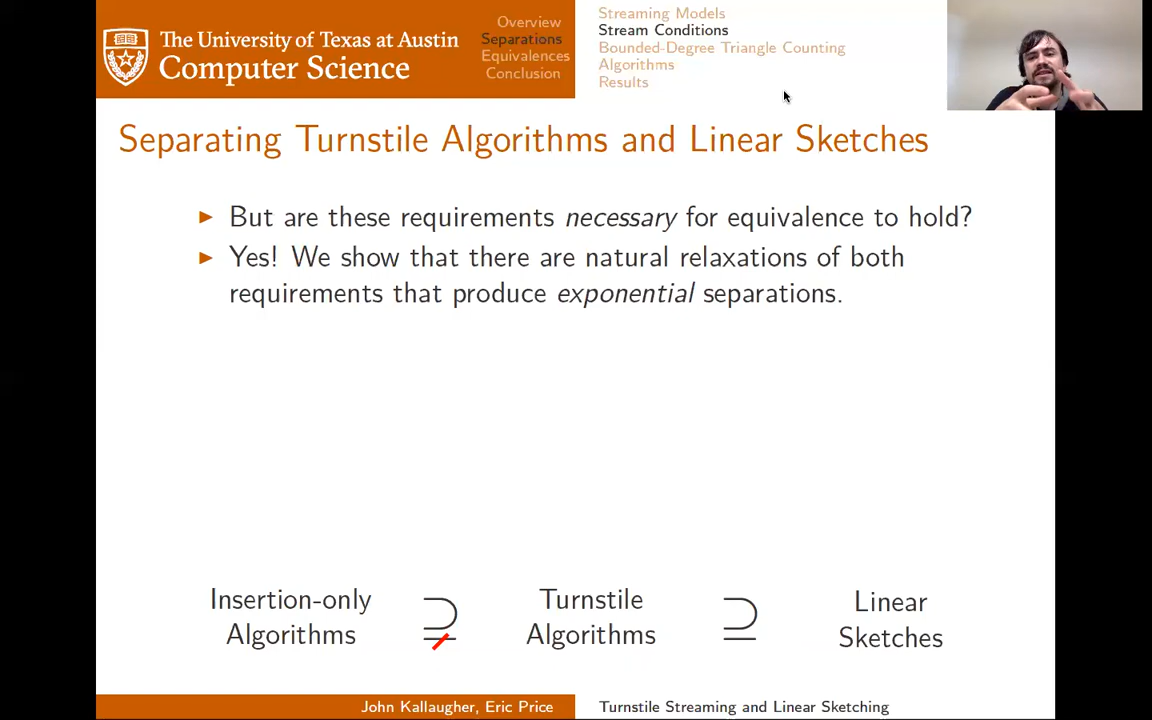 The University of Texas at Austin
Computer Science
Overview
Separations
Equivalences
Conclusion
Streaming Models
Stream Conditions
Bounded-Degree Triangle Counting
Algorithms
Results
Separating Turnstile Algorithms and Linear Sketches
But are these requirements necessary for equivalence to hold?
Yes! We show that there are natural relaxations of both
requirements that produce exponential separations.
Insertion-only
Algorithms
⊋
Turnstile
Algorithms
⊇
Linear
Sketches
John Kallaugher, Eric Price
Turnstile Streaming and Linear Sketching